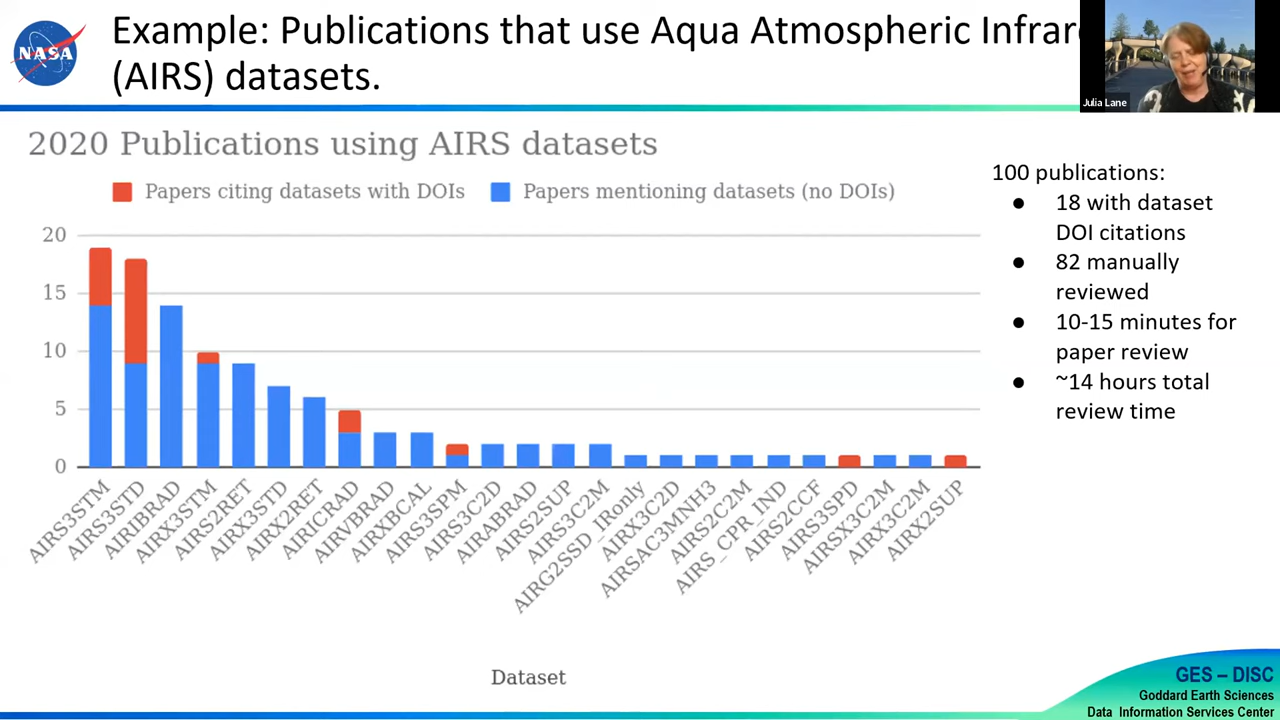 NASA
Example: Publications that use Aqua Atmospheric Infrar
(AIRS) datasets.
Julia Lane
2020 Publications using AIRS datasets
Papers citing datasets with DOIs
Papers mentioning datasets (no DOIs)
20
15
10
5
0
AIRS3STM
AIRS3STD
AIRIBRAD
AIRX3STM
AIRS2RET
AIRX3STD
AIRX2RET
AIRICRAD
AIRVBRAD
AIRXBCAL
AIRS3SPM
AIRS3C2D
AIRABRAD
AIRS2SUP
AIRS3C2M
AIRG2SSD_IRonly
AIRX3C2D
AIRSAC3MNH3
AIRS2C2M
AIRS_CPR_IND
AIRS2CCF
AIRS3SPD
AIRSX3C2M
AIRX3C2M
AIRX2SUP
Dataset
100 publications:
● 18 with dataset
DOI citations
● 82 manually
reviewed
● 10-15 minutes for
paper review
● ~14 hours total
review time
GES – DISC
Goddard Earth Sciences
Data Information Services Center